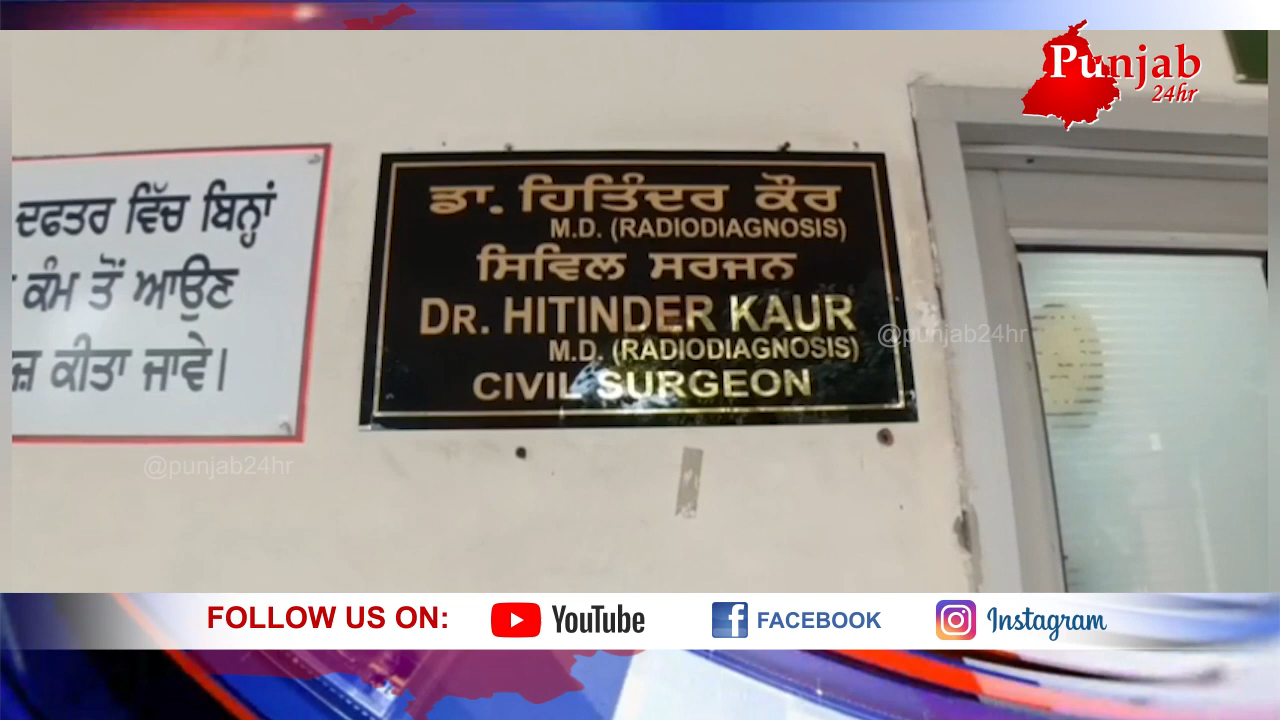 Punjab
24hr
ਦਫਤਰ ਵਿੱਚ ਬਿਨ੍ਹਾਂ
ਕੰਮ ਤੋਂ ਆਉਣ
ਕੀਤਾ ਜਾਵੇ।
ਡਾ. ਹਿਤਿੰਦਰ ਕੌਰ
M.D. (RADIODIAGNOSIS)
ਸਿਵਿਲ ਸਰਜਨ
DR. HITINDER KAUR
M.D. (RADIODIAGNOSIS)
CIVIL SURGEON
@punjab24hr
@punjab24hr
FOLLOW US ON: YouTube FACEBOOK Instagram